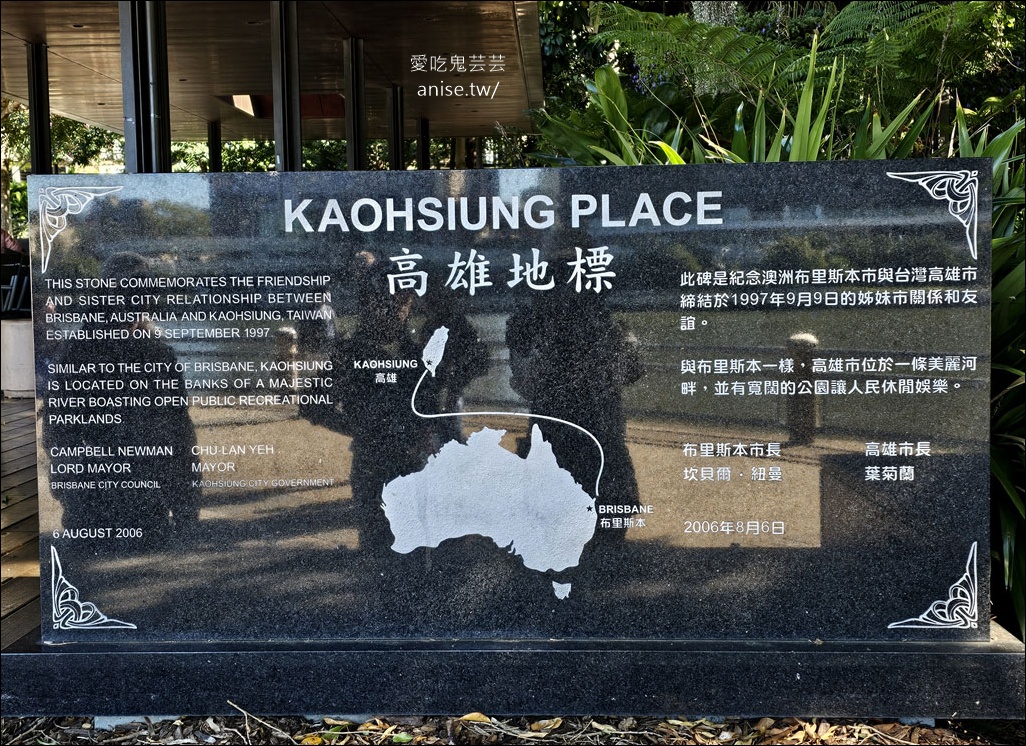 愛吃鬼芸芸
anise.tw/
KAOHSIUNG PLACE
高雄地標
THIS STONE COMMEMORATES THE FRIENDSHIP
AND SISTER CITY RELATIONSHIP BETWEEN
BRISBANE, AUSTRALIA AND KAOHSIUNG, TAIWAN
ESTABLISHED ON 9 SEPTEMBER 1997.
SIMILAR TO THE CITY OF BRISBANE, KAOHSIUNG
IS LOCATED ON THE BANKS OF A MAJESTIC
RIVER BOASTING OPEN PUBLIC RECREATIONAL
PARKLANDS.
CAMPBELL NEWMAN CHU-LAN YEH
LORD MAYOR MAYOR
BRISBANE CITY COUNCIL KAOHSIUNG CITY GOVERNMENT
6 AUGUST 2006
KAOHSIUNG
高雄
BRISBANE
布里斯本
此碑是紀念澳洲布里斯本市與台灣高雄市
締結於1997年9月9日的姊妹市關係和友
誼。
與布里斯本一樣，高雄市位於一條美麗河
畔，並有寬闊的公園讓人民休閒娛樂。
布里斯本市長 高雄市長
坎貝爾．紐曼 葉菊蘭
2006年8月6日